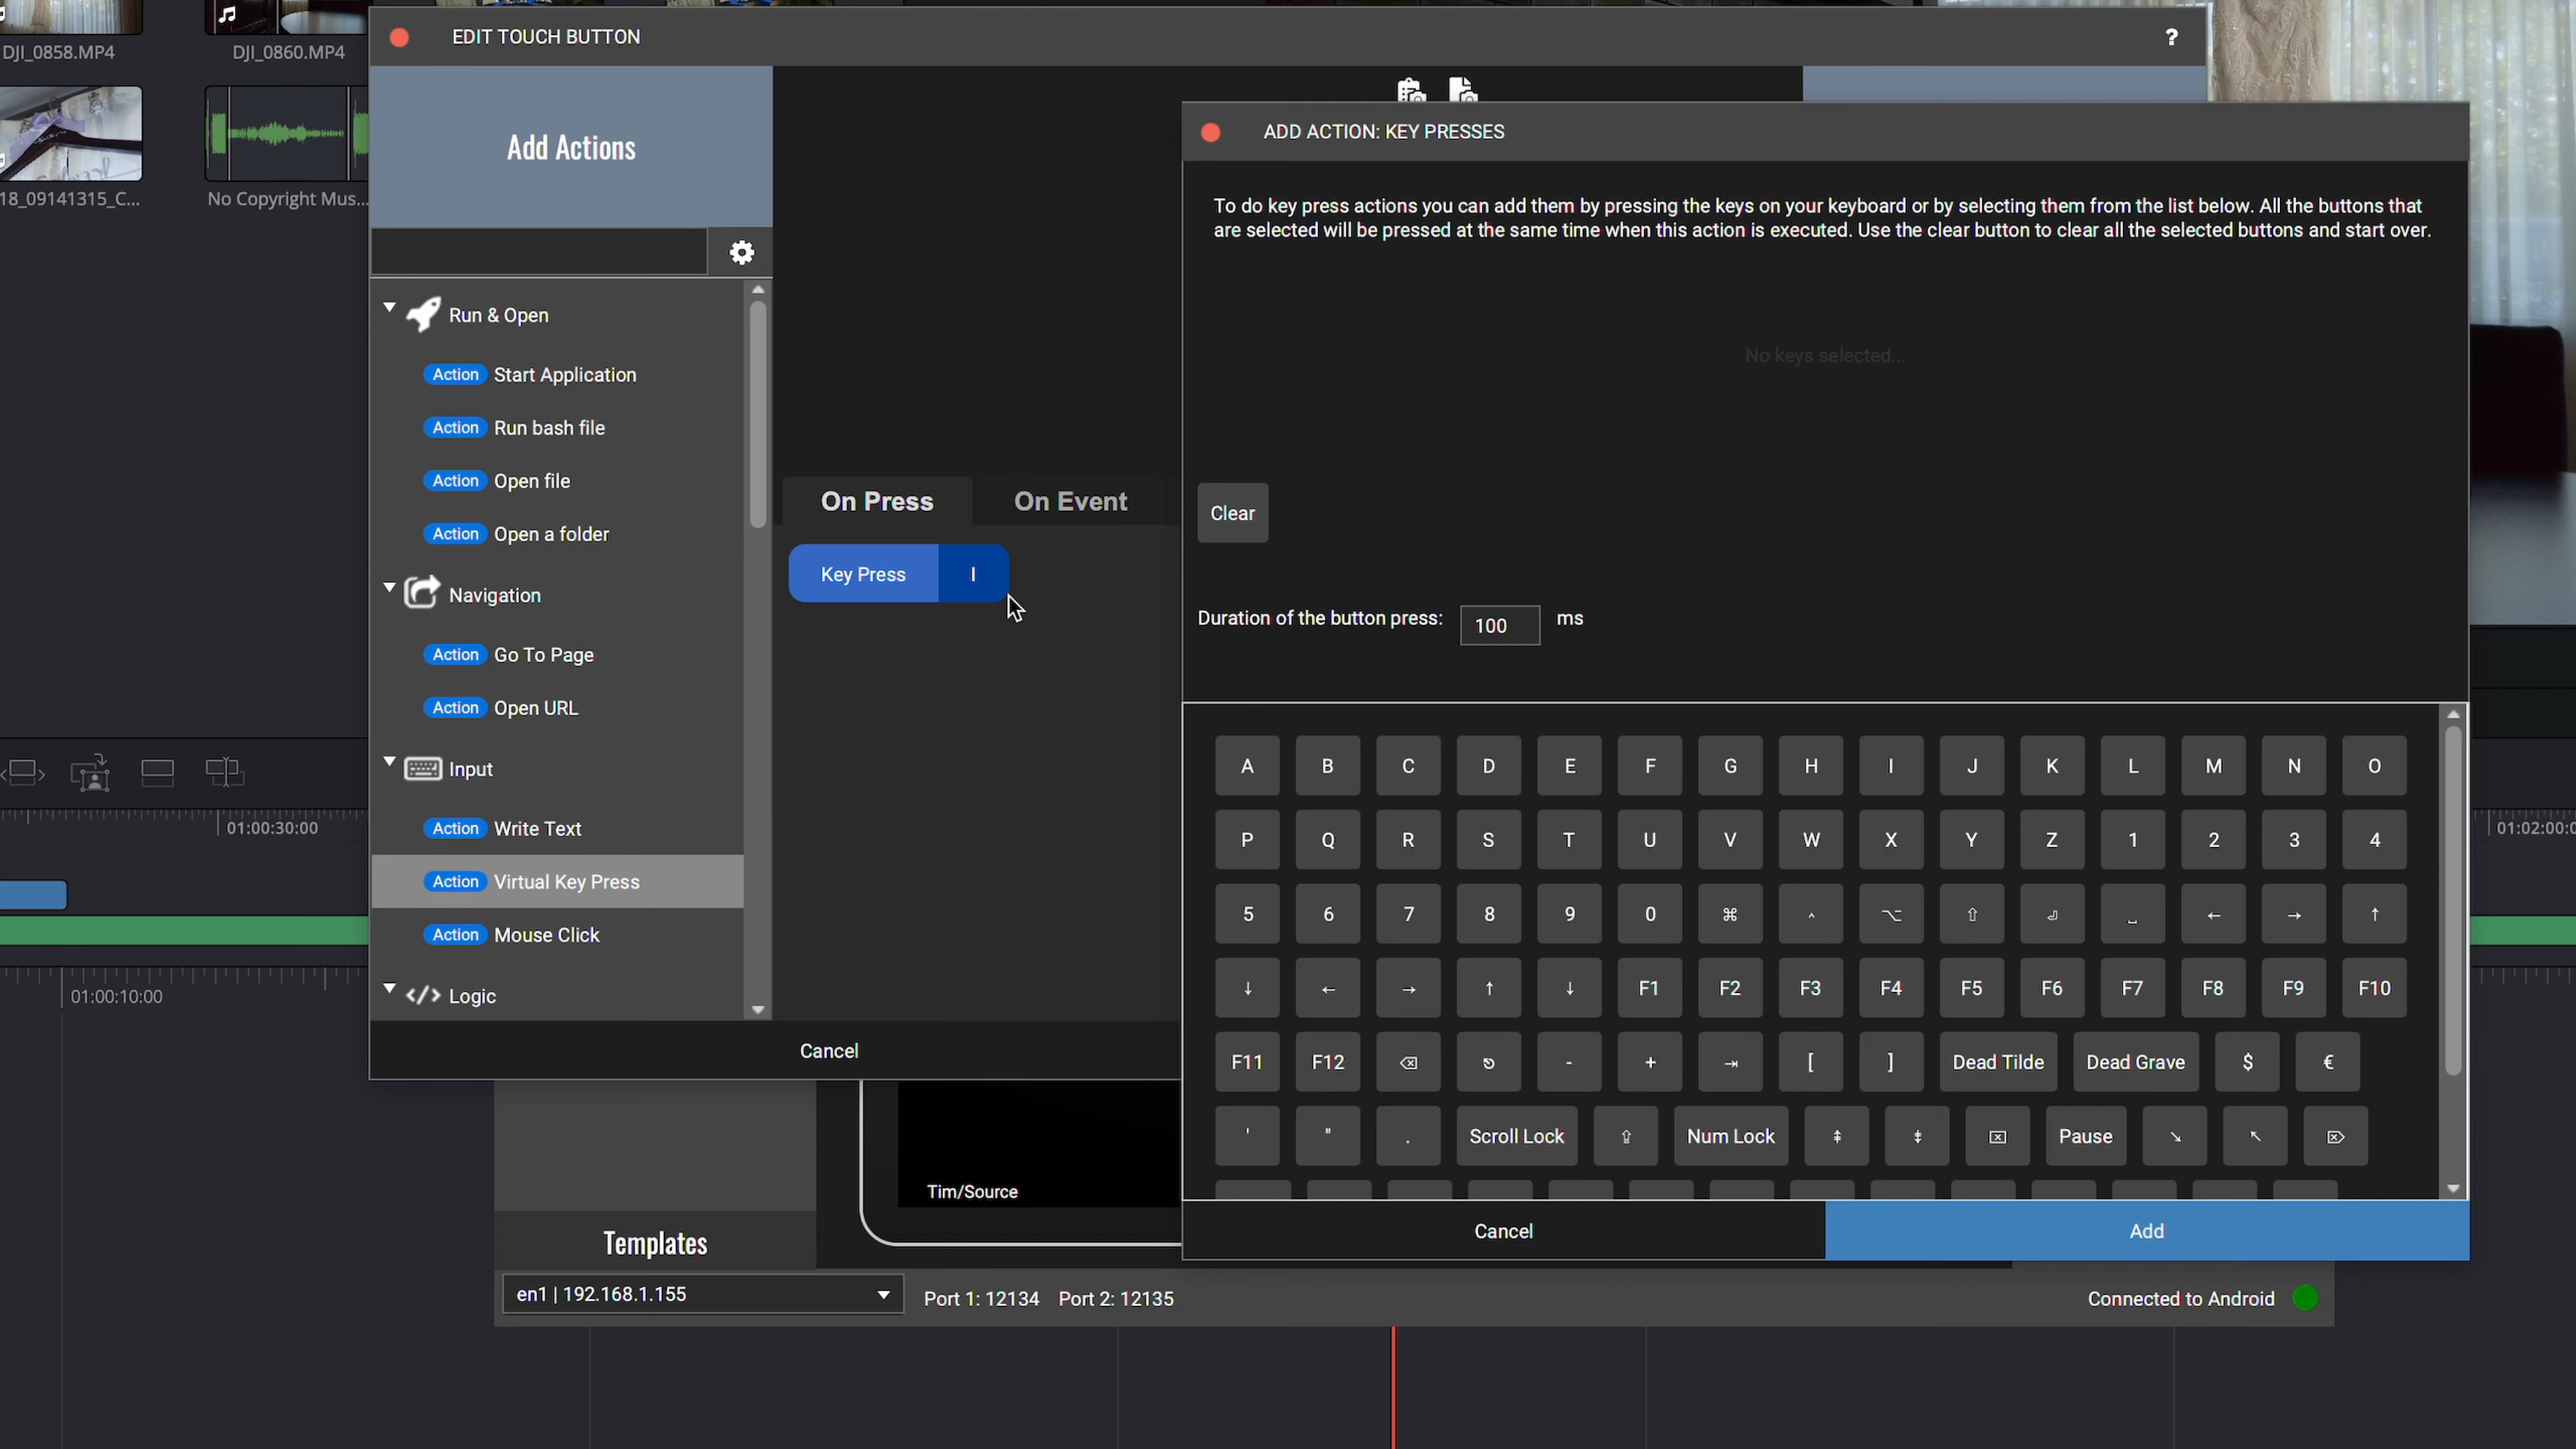 DJI_0858.MP4
DJI_0860.MP4
18_09141315_C...
No Copyright Mus...
EDIT TOUCH BUTTON
?
Add Actions
Run & Open
Action Start Application
Action Run bash file
Action Open file
Action Open a folder
Navigation
Action Go To Page
Action Open URL
Input
Action Write Text
Action Virtual Key Press
Action Mouse Click
</> Logic
Cancel
On Press
On Event
Key Press I
ADD ACTION: KEY PRESSES
To do key press actions you can add them by pressing the keys on your keyboard or by selecting them from the list below. All the buttons that
are selected will be pressed at the same time when this action is executed. Use the clear button to clear all the selected buttons and start over.
No keys selected...
Clear
Duration of the button press: 100 ms
A B C D E F G H I J K L M N O
P Q R S T U V W X Y Z 1 2 3 4
5 6 7 8 9 0 ⌘ ^ ⌥ ⇧ ⏎ ⎵ ← → ↑
↓ ← → ↑ ↓ F1 F2 F3 F4 F5 F6 F7 F8 F9 F10
F11 F12 ⌫ ⎋ - + ⇥ [ ] Dead Tilde Dead Grave $ €
' " . Scroll Lock ⇪ Num Lock ⇞ ⇟ ⌧ Pause ↘ ↖ ⌦
Cancel
Add
01:00:30:00
01:02:00:0
01:00:10:00
Tim/Source
Templates
en1 | 192.168.1.155
Port 1: 12134 Port 2: 12135
Connected to Android